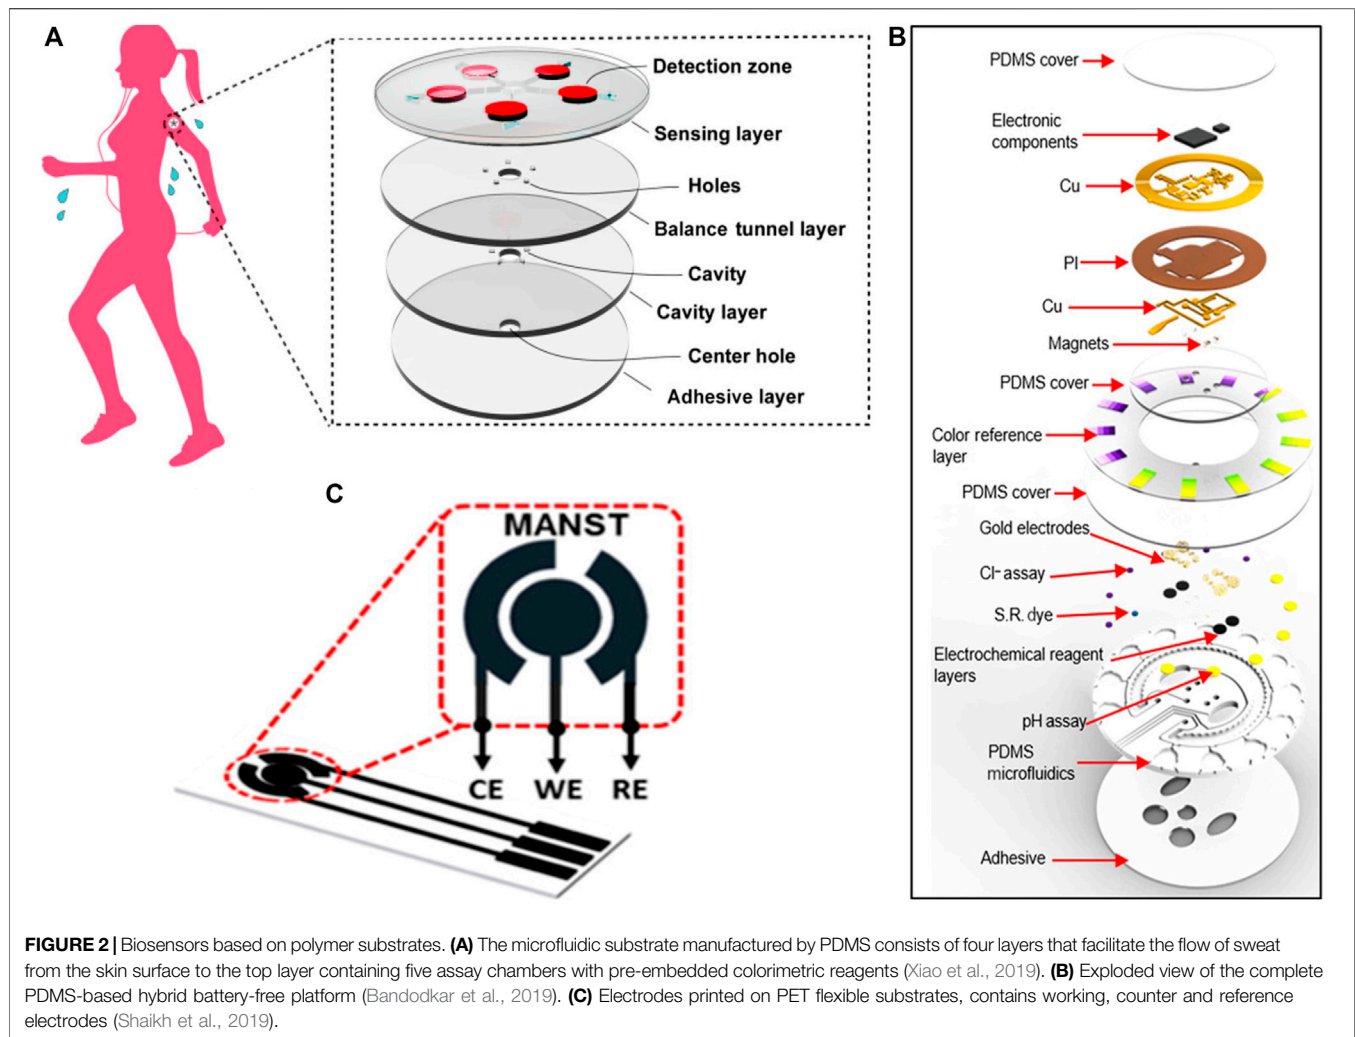 A
Detection zone
Sensing layer
Holes
Balance tunnel layer
Cavity
Cavity layer
Center hole
Adhesive layer
B
PDMS cover
Electronic
components
Cu
PI
Cu
Magnets
PDMS cover
Color reference
layer
PDMS cover
Gold electrodes
Cl⁻ assay
S.R. dye
Electrochemical reagent
layers
pH assay
PDMS
microfluidics
Adhesive
C
MANST
CE WE RE
FIGURE 2 | Biosensors based on polymer substrates. (A) The microfluidic substrate manufactured by PDMS consists of four layers that facilitate the flow of sweat
from the skin surface to the top layer containing five assay chambers with pre-embedded colorimetric reagents (Xiao et al., 2019). (B) Exploded view of the complete
PDMS-based hybrid battery-free platform (Bandodkar et al., 2019). (C) Electrodes printed on PET flexible substrates, contains working, counter and reference
electrodes (Shaikh et al., 2019).